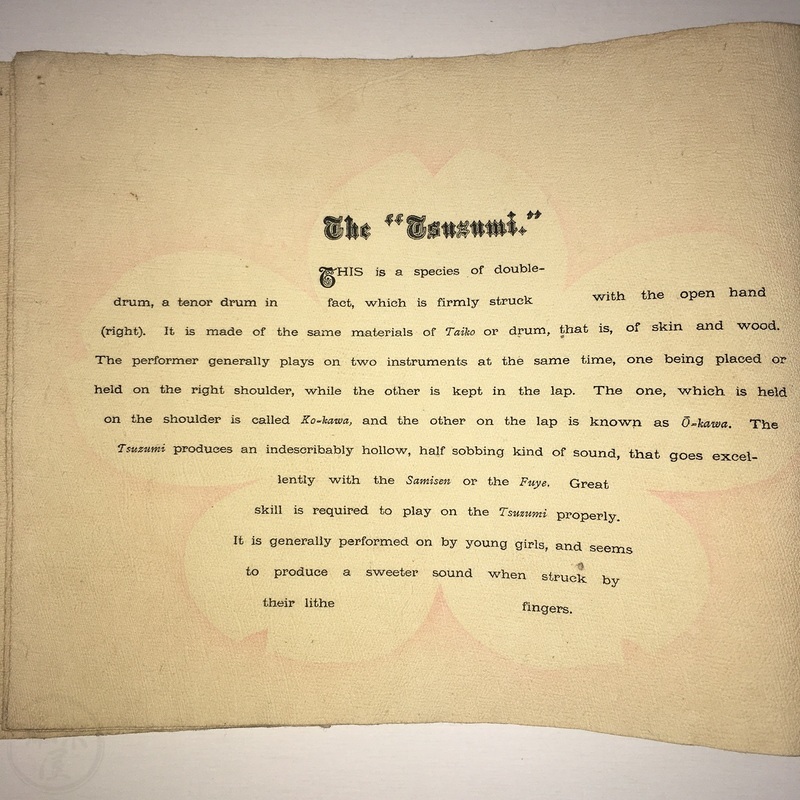 The "Tsuzumi."
THIS is a species of double-
drum, a tenor drum in fact, which is firmly struck with the open hand
(right). It is made of the same materials of Taiko or drum, that is, of skin and wood.
The performer generally plays on two instruments at the same time, one being placed or
held on the right shoulder, while the other is kept in the lap. The one, which is held
on the shoulder is called Ko-kawa, and the other on the lap is known as Ō-kawa. The
Tsuzumi produces an indescribably hollow, half sobbing kind of sound, that goes excel-
lently with the Samisen or the Fuye. Great
skill is required to play on the Tsuzumi properly.
It is generally performed on by young girls, and seems
to produce a sweeter sound when struck by
their lithe fingers.